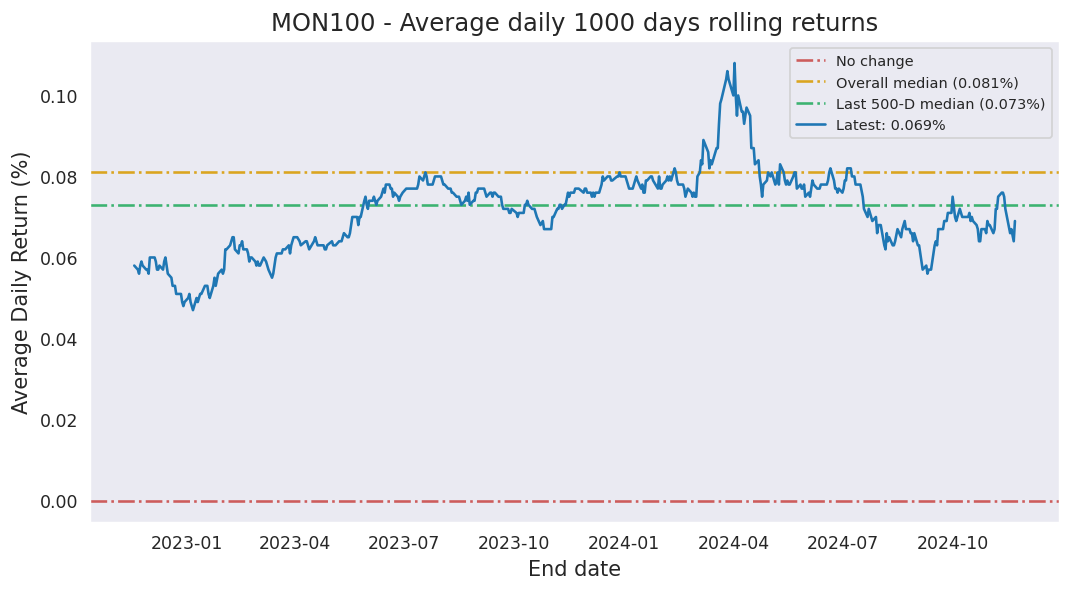 MON100 - Average daily 1000 days rolling returns
No change
Overall median (0.081%)
Last 500-D median (0.073%)
Latest: 0.069%
Average Daily Return (%)
0.10
0.08
0.06
0.04
0.02
0.00
2023-01 2023-04 2023-07 2023-10 2024-01 2024-04 2024-07 2024-10
End date